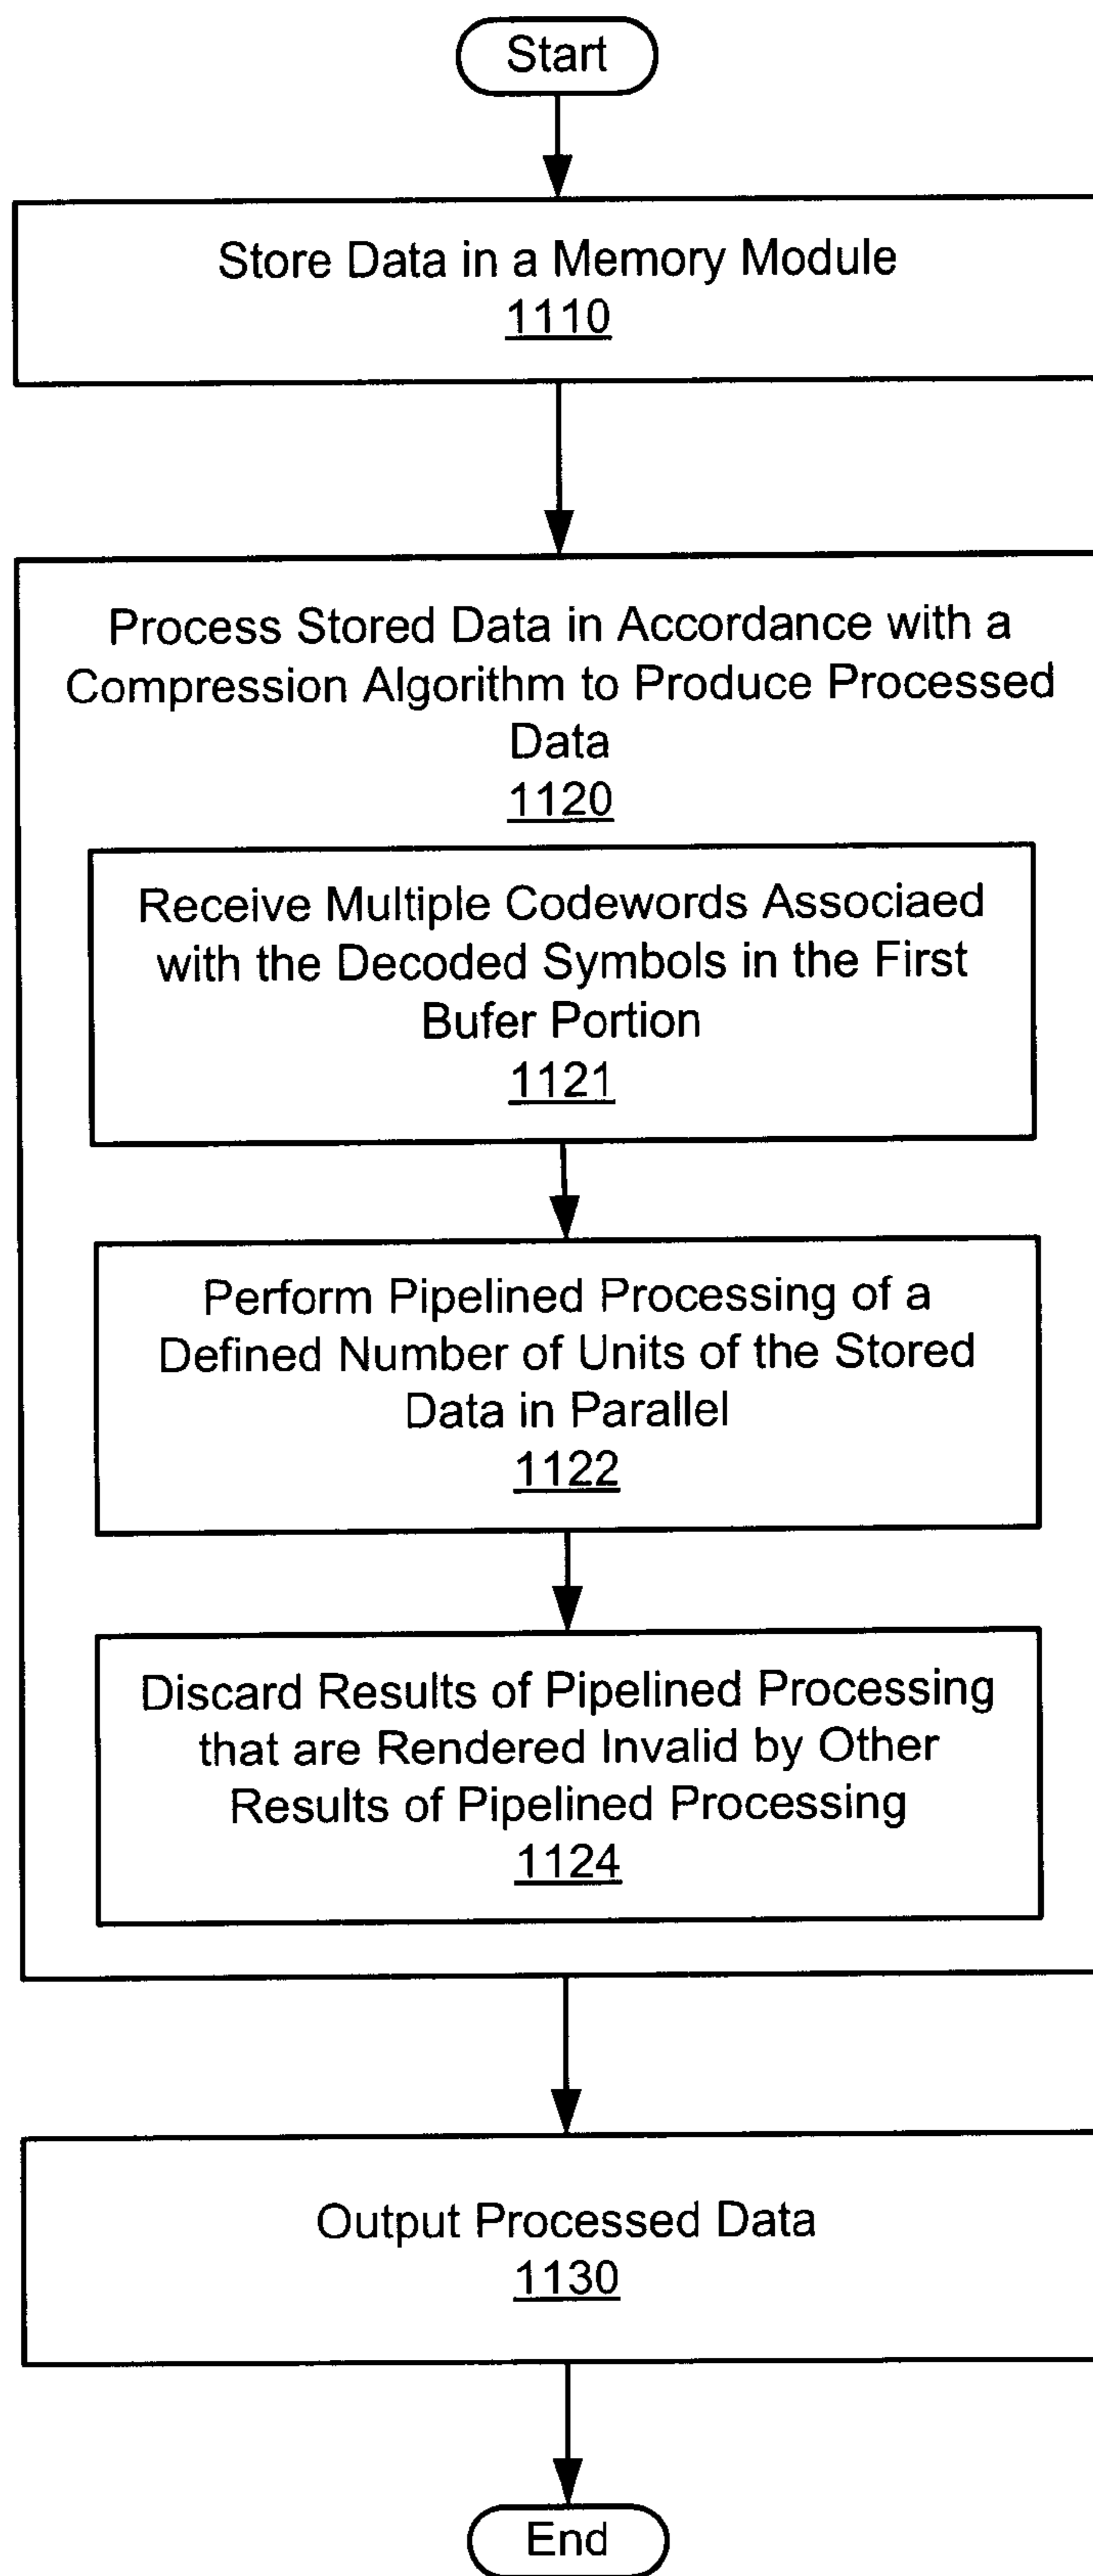 Start
Store Data in a Memory Module
1110
Process Stored Data in Accordance with a
Compression Algorithm to Produce Processed
Data
1120
Receive Multiple Codewords Associaed
with the Decoded Symbols in the First
Bufer Portion
1121
Perform Pipelined Processing of a
Defined Number of Units of the Stored
Data in Parallel
1122
Discard Results of Pipelined Processing
that are Rendered Invalid by Other
Results of Pipelined Processing
1124
Output Processed Data
1130
End